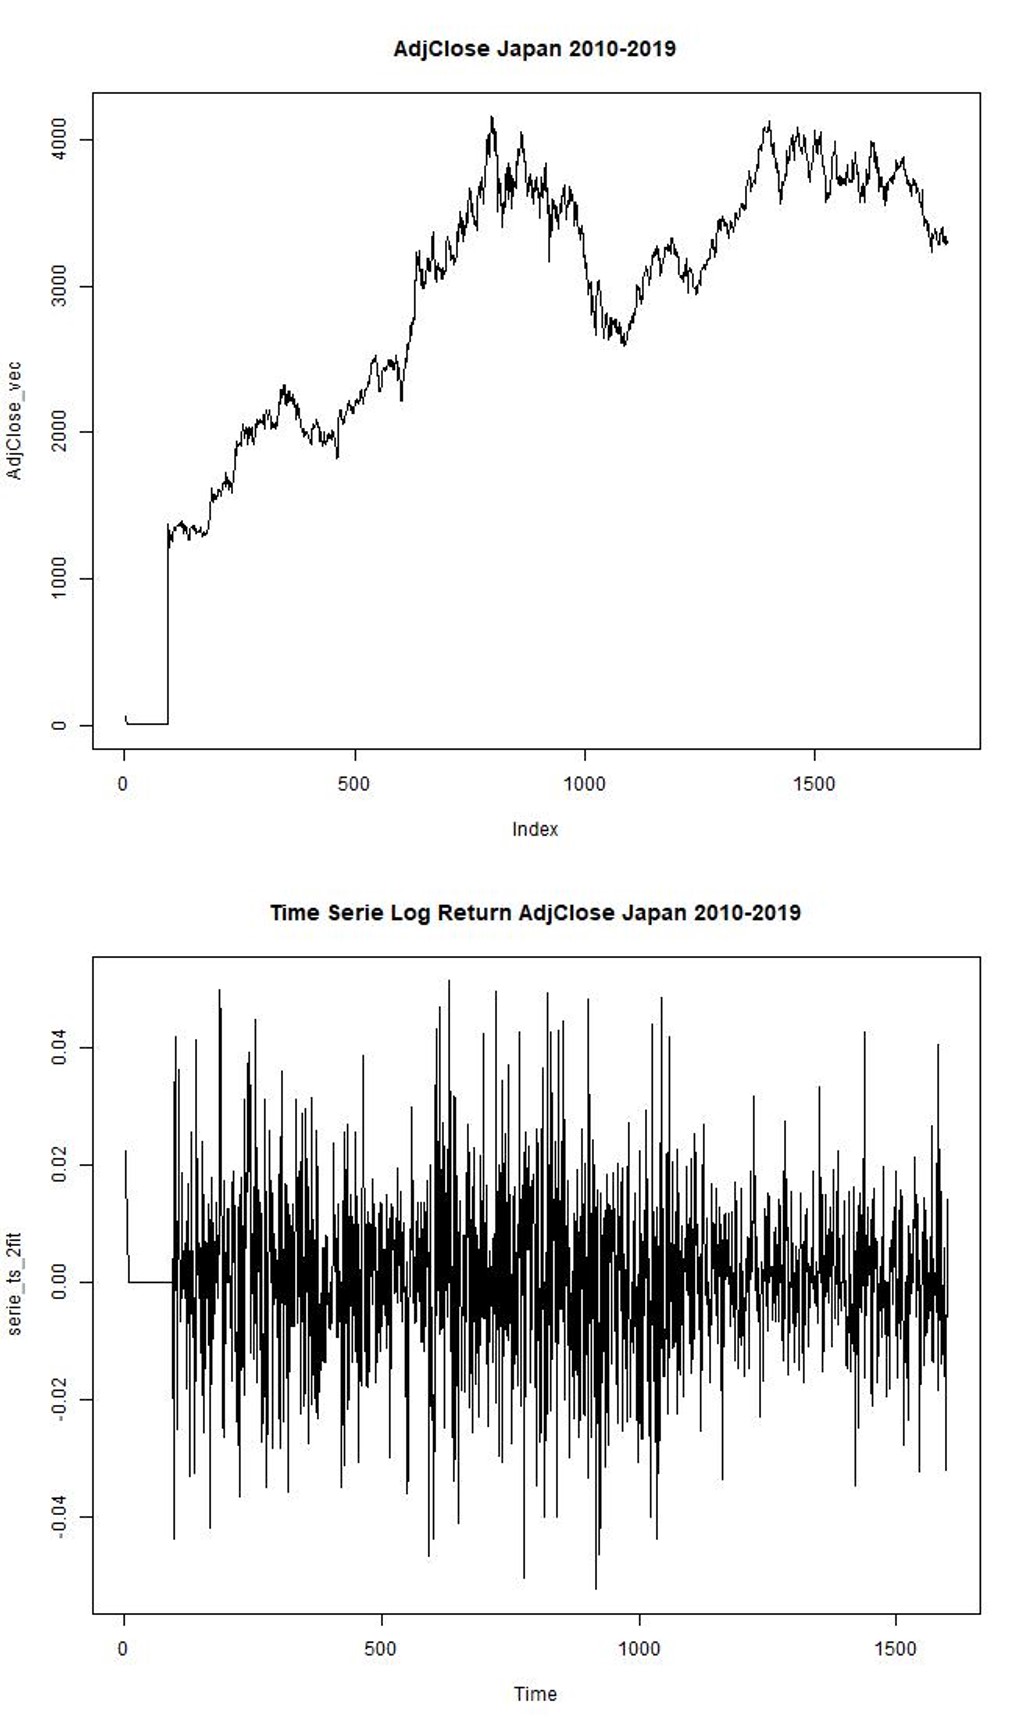 AdjClose Japan 2010-2019
AdjClose_vec
4000
3000
2000
1000
0
0 500 1000 1500
Index
Time Serie Log Return AdjClose Japan 2010-2019
serie_ts_2fit
0.04
0.02
0.00
-0.02
-0.04
0 500 1000 1500
Time